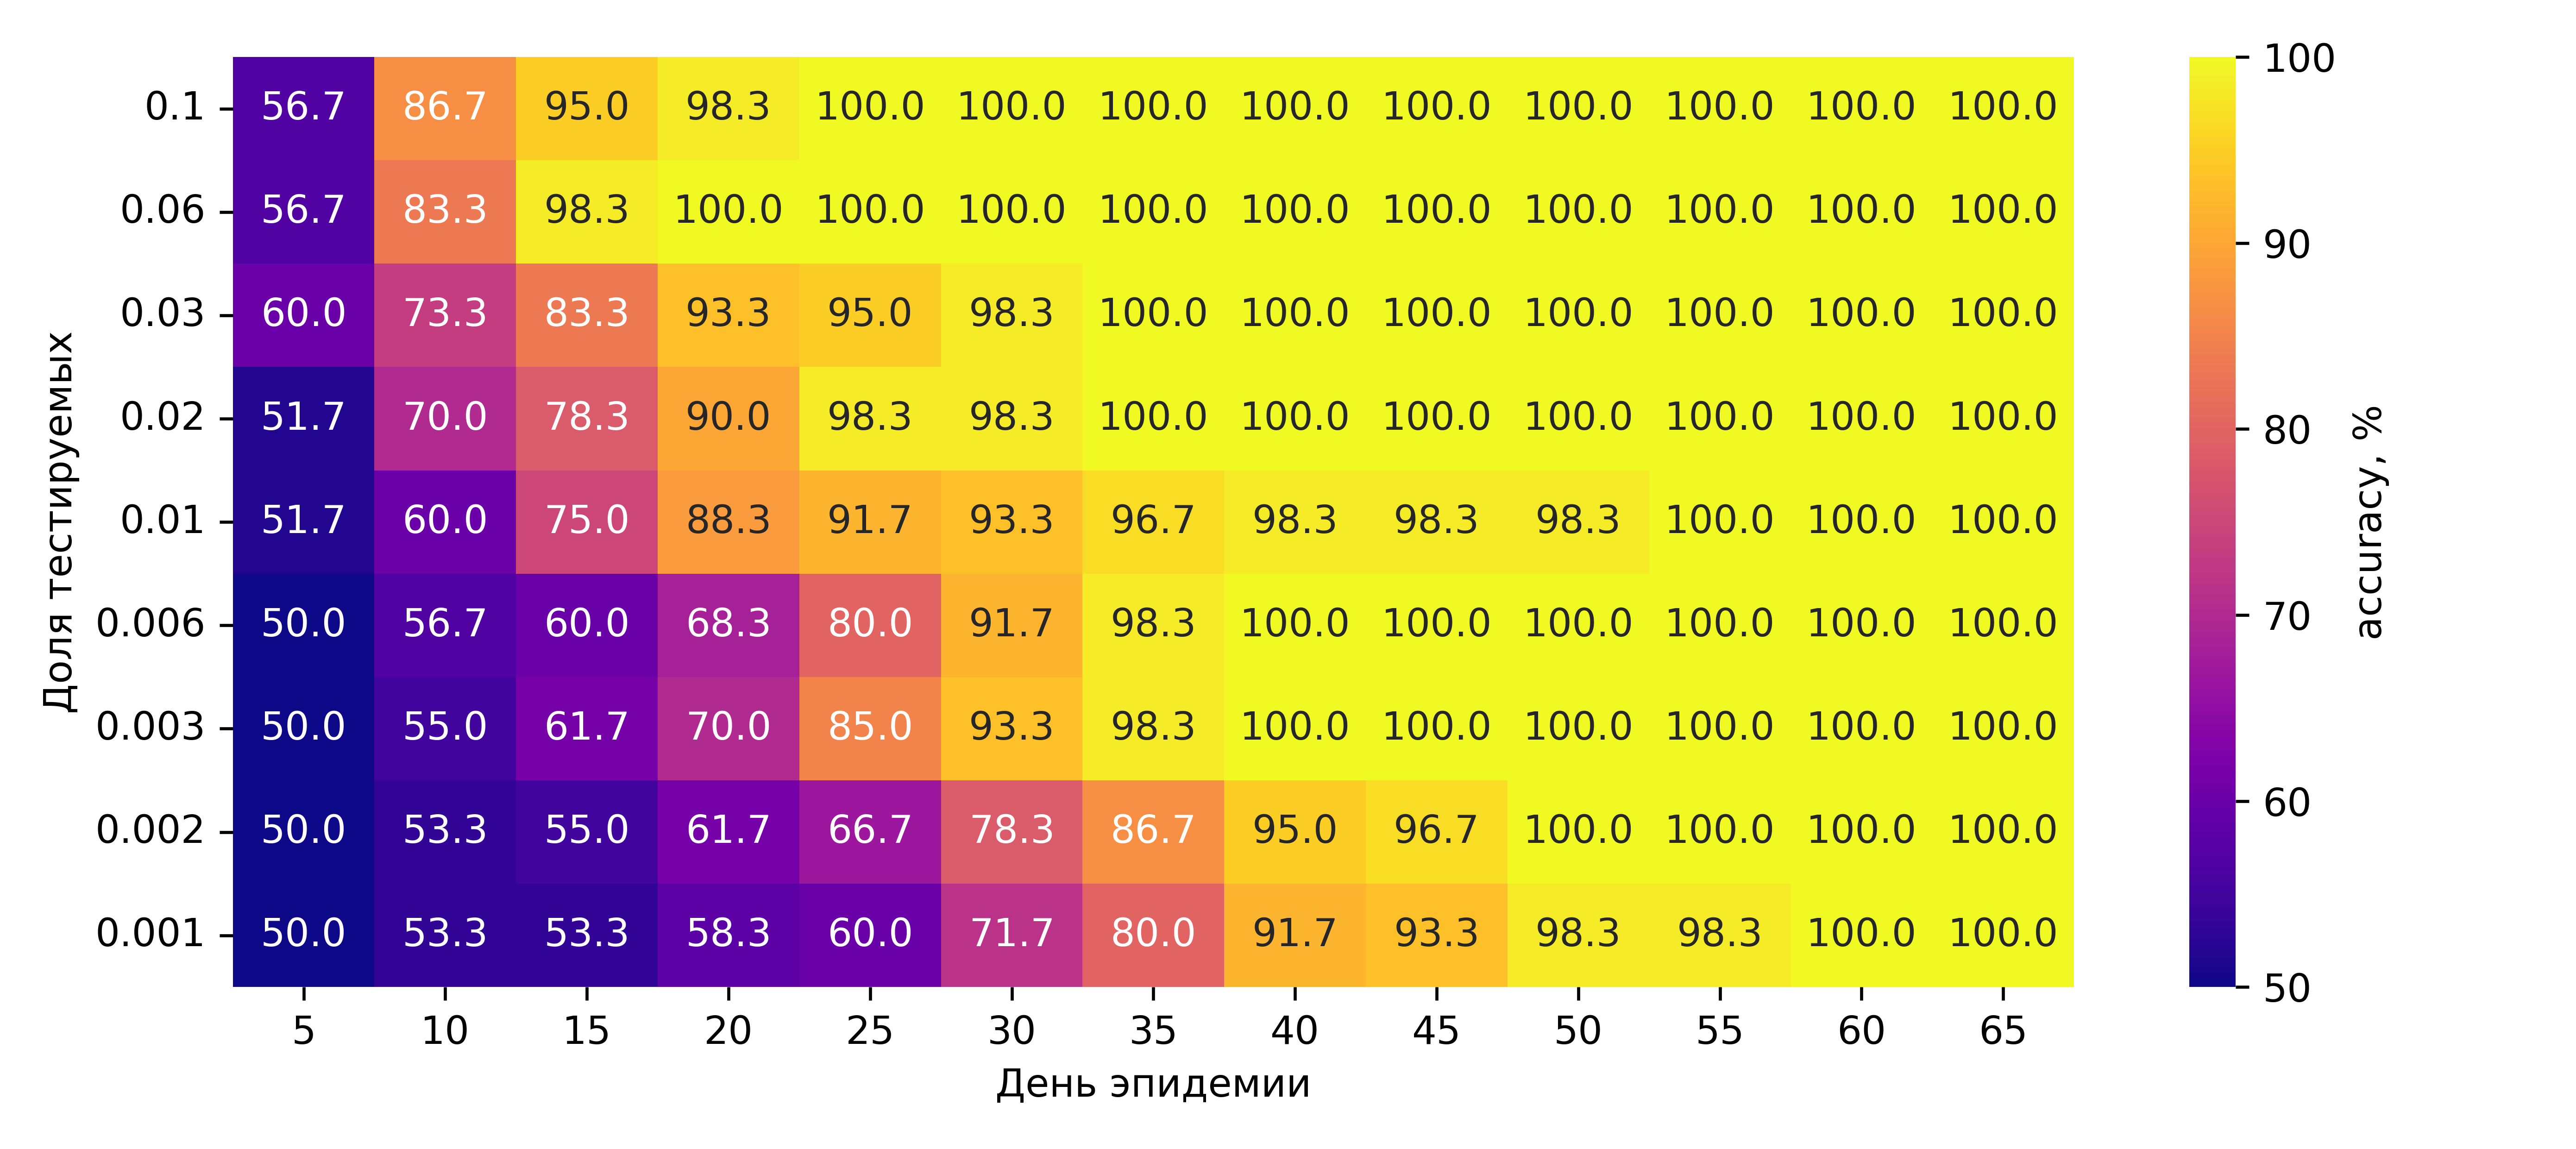 0.1 56.7 86.7 95.0 98.3 100.0 100.0 100.0 100.0 100.0 100.0 100.0 100.0 100.0
0.06 56.7 83.3 98.3 100.0 100.0 100.0 100.0 100.0 100.0 100.0 100.0 100.0 100.0
0.03 60.0 73.3 83.3 93.3 95.0 98.3 100.0 100.0 100.0 100.0 100.0 100.0 100.0
0.02 51.7 70.0 78.3 90.0 98.3 98.3 100.0 100.0 100.0 100.0 100.0 100.0 100.0
0.01 51.7 60.0 75.0 88.3 91.7 93.3 96.7 98.3 98.3 98.3 100.0 100.0 100.0
0.006 50.0 56.7 60.0 68.3 80.0 91.7 98.3 100.0 100.0 100.0 100.0 100.0 100.0
0.003 50.0 55.0 61.7 70.0 85.0 93.3 98.3 100.0 100.0 100.0 100.0 100.0 100.0
0.002 50.0 53.3 55.0 61.7 66.7 78.3 86.7 95.0 96.7 100.0 100.0 100.0 100.0
0.001 50.0 53.3 53.3 58.3 60.0 71.7 80.0 91.7 93.3 98.3 98.3 100.0 100.0
5 10 15 20 25 30 35 40 45 50 55 60 65
День эпидемии
Доля тестируемых
100
90
80
70
60
50
accuracy, %